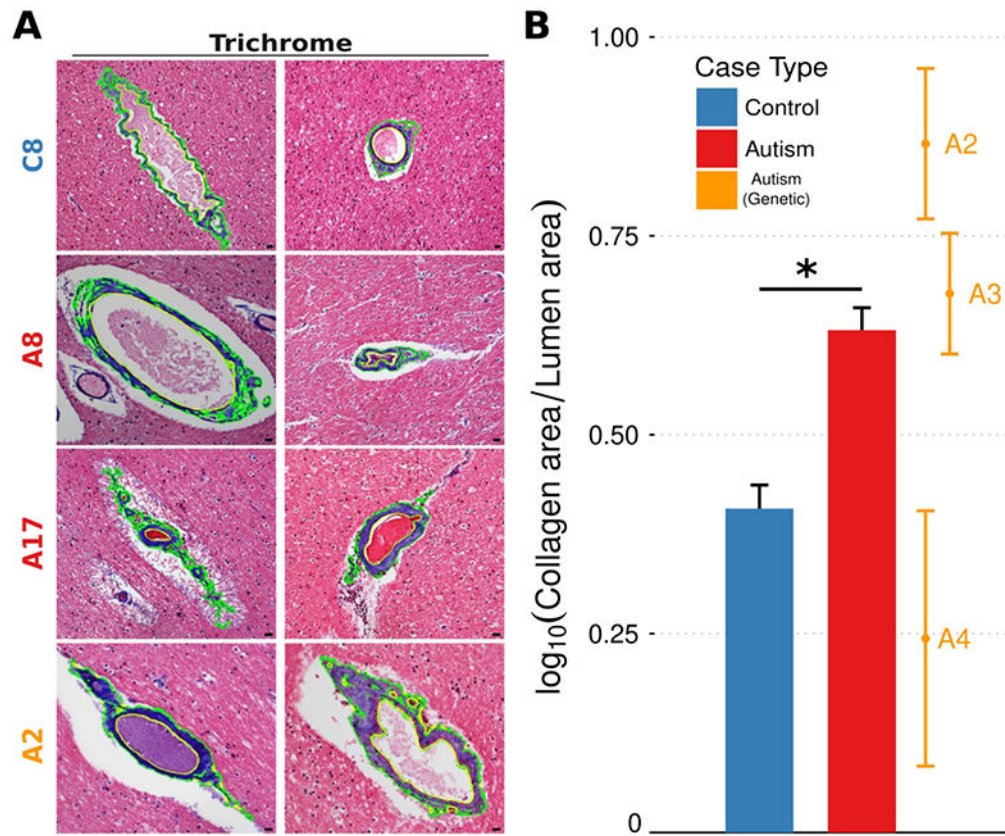 A
Trichrome
C8
A8
A17
A2
B
log10(Collagen area/Lumen area)
1.00
0.75
0.50
0.25
0
Case Type
Control
Autism
Autism
(Genetic)
*
A2
A3
A4